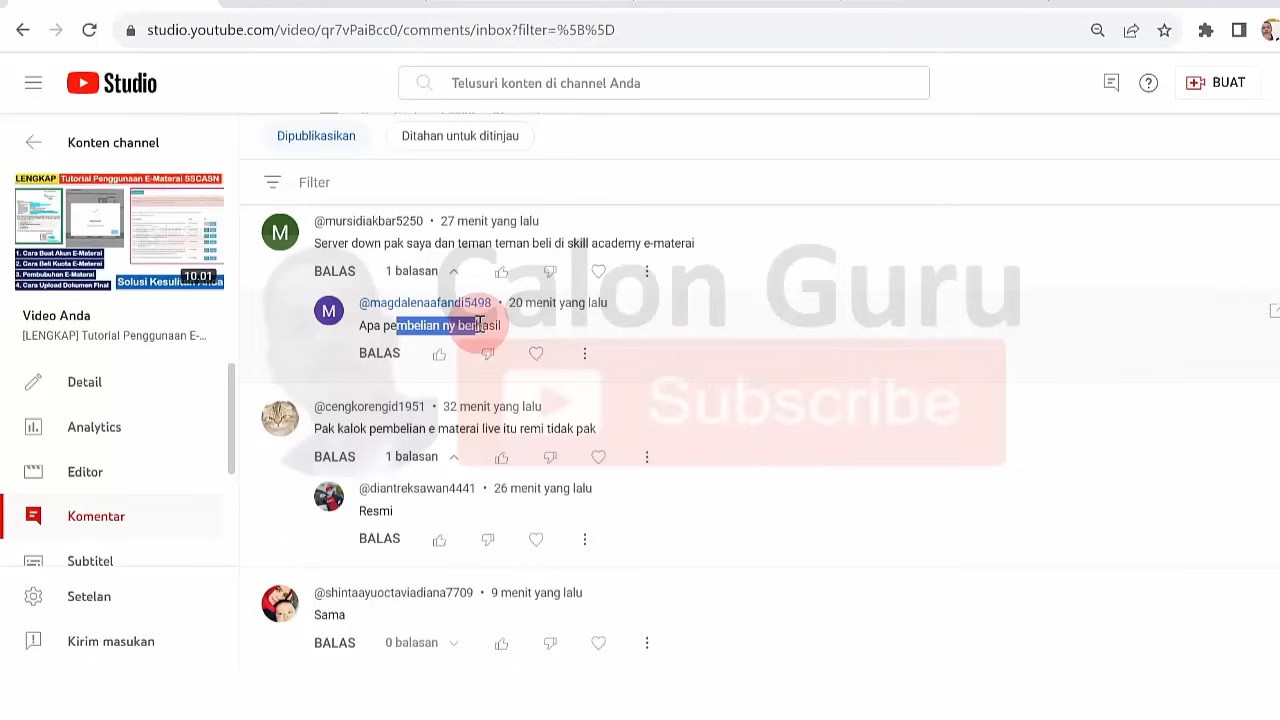 studio.youtube.com/video/qr7vPaiBcc0/comments/inbox?filter=%5B%5D
Studio
Telusuri konten di channel Anda
BUAT
Konten channel
LENGKAP Tutorial Penggunaan E-Materai SSCASN
1. Cara Buat Akun E-Materai
2. Cara Beli Kuota E-Materai
3. Pembubuhan E-Materai
4. Cara Upload Dokumen Final
Solusi Kesulitan Anda
10.01
Video Anda
[LENGKAP] Tutorial Penggunaan E-...
Detail
Analytics
Editor
Komentar
Subtitel
Setelan
Kirim masukan
Dipublikasikan
Ditahan untuk ditinjau
Filter
@mursidiakbar5250 • 27 menit yang lalu
Server down pak saya dan teman teman beli di skill academy e-materai
BALAS 1 balasan
M
@magdalenaafandi5498 • 20 menit yang lalu
M
Apa pembelian ny berhasil
BALAS
@cengkorengid1951 • 32 menit yang lalu
Pak kalok pembelian e materai live itu remi tidak pak
BALAS 1 balasan
@diantreksawan4441 • 26 menit yang lalu
Resmi
BALAS
@shintaayuoctaviadiana7709 • 9 menit yang lalu
Sama
BALAS 0 balasan
Calon Guru
Subscribe